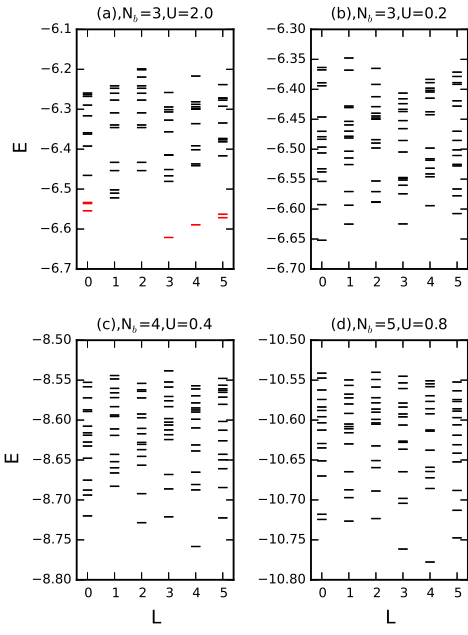 (a),N_b=3,U=2.0
(b),N_b=3,U=0.2
−6.1
−6.2
−6.3
−6.4
−6.5
−6.6
−6.7
E
0 1 2 3 4 5
−6.30
−6.35
−6.40
−6.45
−6.50
−6.55
−6.60
−6.65
−6.70
0 1 2 3 4 5
(c),N_b=4,U=0.4
(d),N_b=5,U=0.8
−8.50
−8.55
−8.60
−8.65
−8.70
−8.75
−8.80
E
0 1 2 3 4 5
L
−10.50
−10.55
−10.60
−10.65
−10.70
−10.75
−10.80
0 1 2 3 4 5
L